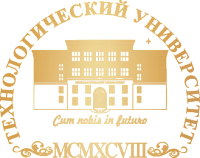 ТЕХНОЛОГИЧЕСКИЙ УНИВЕРСИТЕТ
Cum nobis in futuro
MCMXCVIII